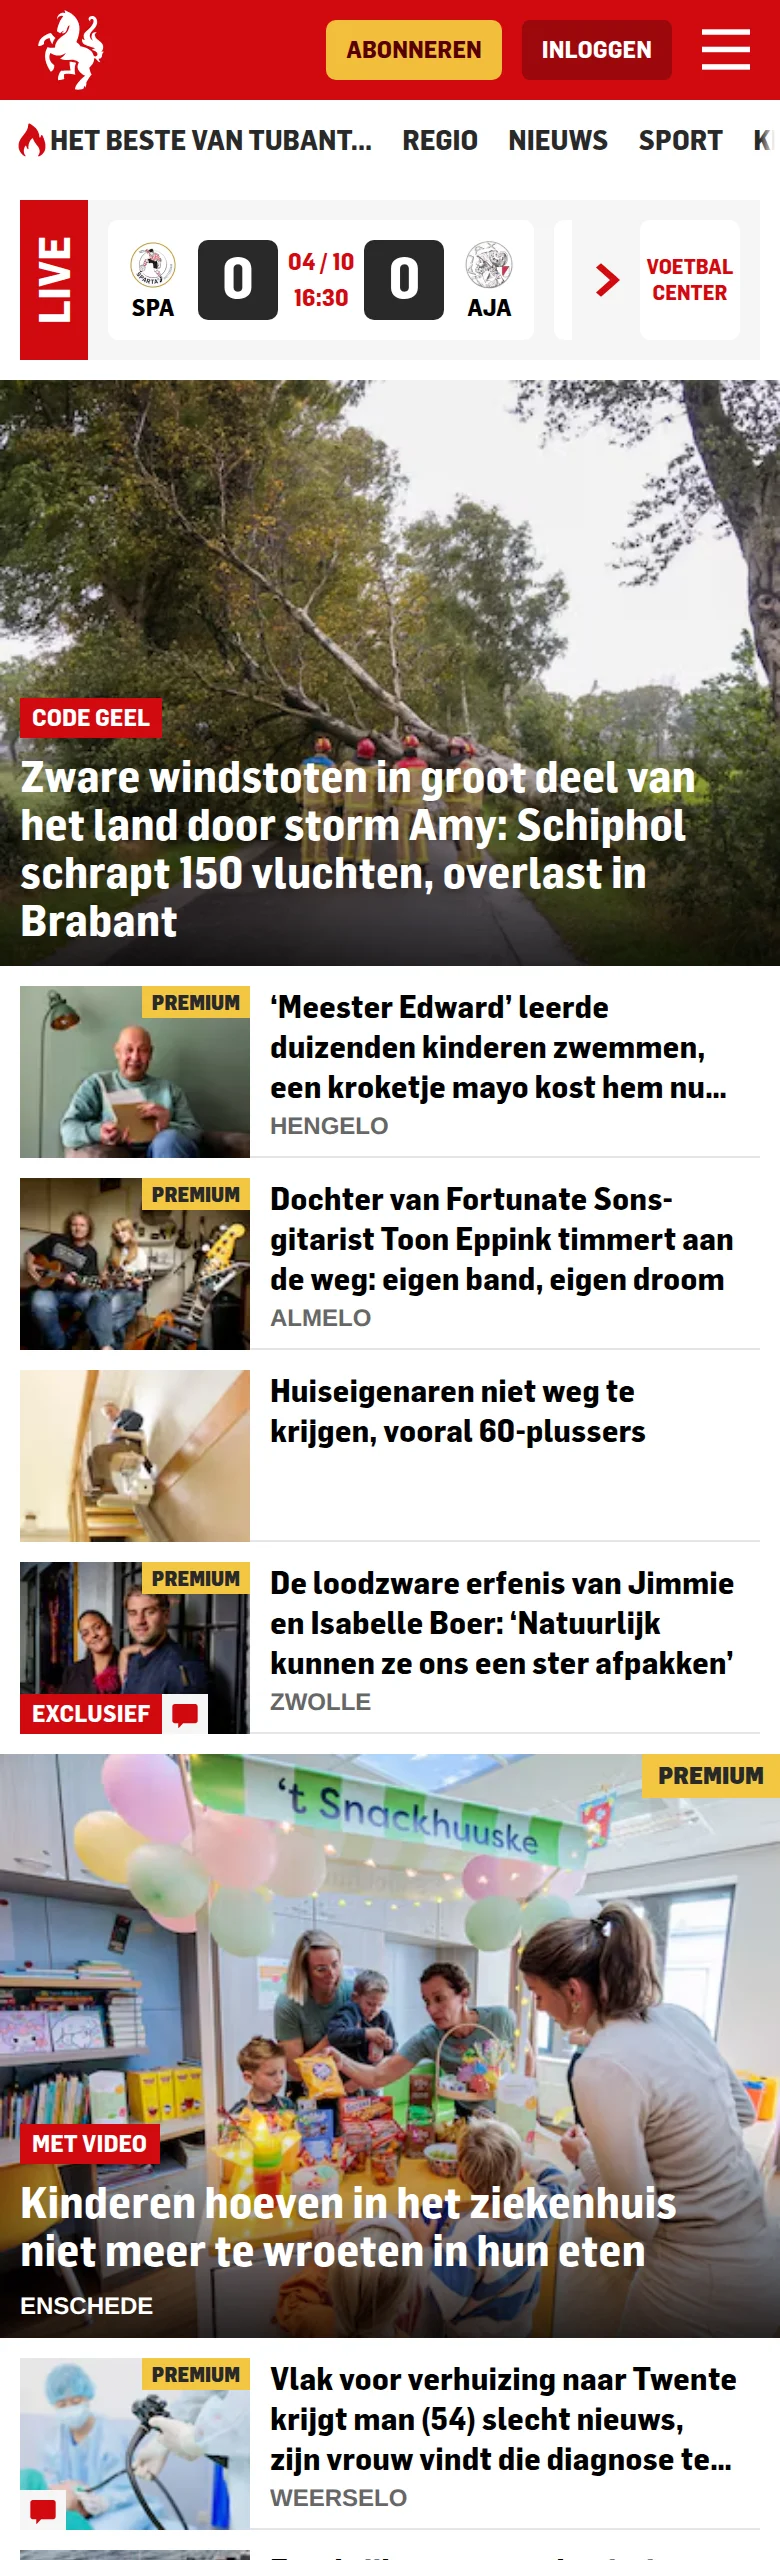 ABONNEREN
INLOGGEN
HET BESTE VAN TUBANT...
REGIO
NIEUWS
SPORT
LIVE
SPA
0
04 / 10
16:30
0
AJA
VOETBAL
CENTER
CODE GEEL
Zware windstoten in groot deel van
het land door storm Amy: Schiphol
schrapt 150 vluchten, overlast in
Brabant
PREMIUM
‘Meester Edward’ leerde
duizenden kinderen zwemmen,
een kroketje mayo kost hem nu...
HENGELO
PREMIUM
Dochter van Fortunate Sons-
gitarist Toon Eppink timmert aan
de weg: eigen band, eigen droom
ALMELO
Huiseigenaren niet weg te
krijgen, vooral 60-plussers
PREMIUM
EXCLUSIEF
De loodzware erfenis van Jimmie
en Isabelle Boer: ‘Natuurlijk
kunnen ze ons een ster afpakken’
ZWOLLE
PREMIUM
‘t Snackhuuske
MET VIDEO
Kinderen hoeven in het ziekenhuis
niet meer te wroeten in hun eten
ENSCHEDE
PREMIUM
Vlak voor verhuizing naar Twente
krijgt man (54) slecht nieuws,
zijn vrouw vindt die diagnose te...
WEERSELO